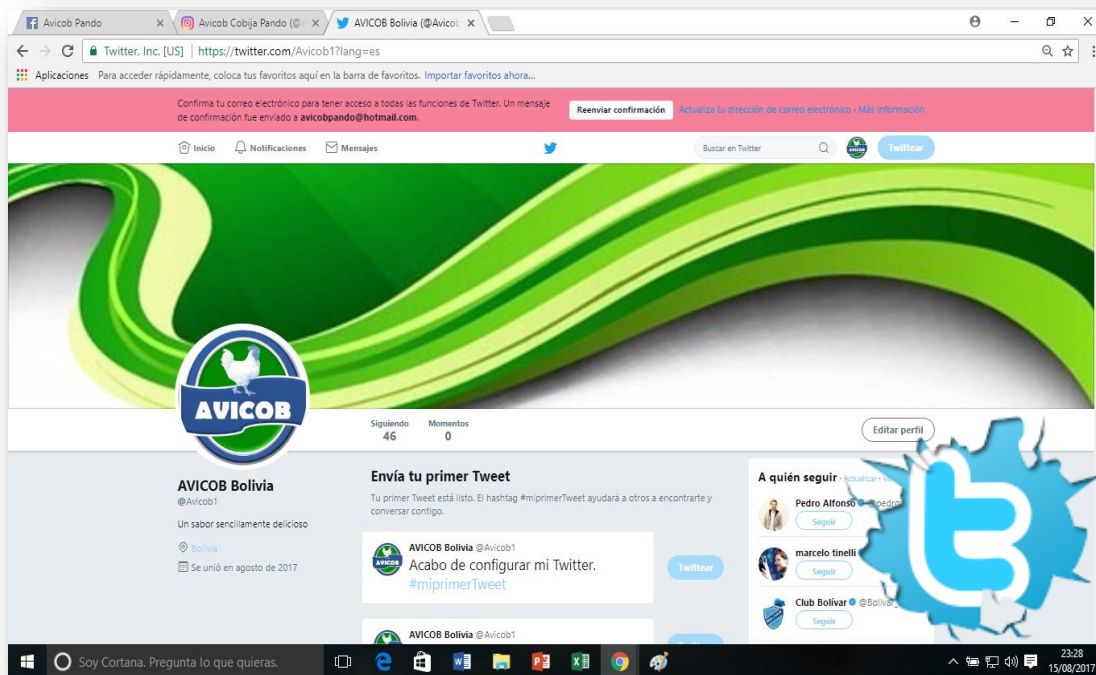 Avicob Pando
Avicob Cobija Pando (@
AVICOB Bolivia (@Avicob
Twitter, Inc. [US] | https://twitter.com/Avicob1?lang=es
Aplicaciones Para acceder rápidamente, coloca tus favoritos aquí en la barra de favoritos. Importar favoritos ahora...
Confirma tu correo electrónico para tener acceso a todas las funciones de Twitter. Un mensaje
de confirmación fue enviado a avicobpando@hotmail.com.
Reenviar confirmación
Actualiza tu dirección de correo electrónico · Más información
Inicio Notificaciones Mensajes
Buscar en Twitter
AVICOB
Twittear
AVICOB
Siguiendo Momentos
46 0
Editar perfil
AVICOB Bolivia
@Avicob1
Un sabor sencillamente delicioso
Bolivia
Se unió en agosto de 2017
Envía tu primer Tweet
Tu primer Tweet está listo. El hashtag #miprimerTweet ayudará a otros a encontrarte y
conversar contigo.
AVICOB
AVICOB Bolivia @Avicob1
Acabo de configurar mi Twitter.
#miprimerTweet
Twittear
AVICOB Bolivia @Avicob1
A quién seguir · Actualizar ·
Pedro Alfonso
Seguir
marcelo tinelli
Seguir
Club Bolívar @Bolivar_
Seguir
Soy Cortana. Pregunta lo que quieras.
23:28
15/08/2017